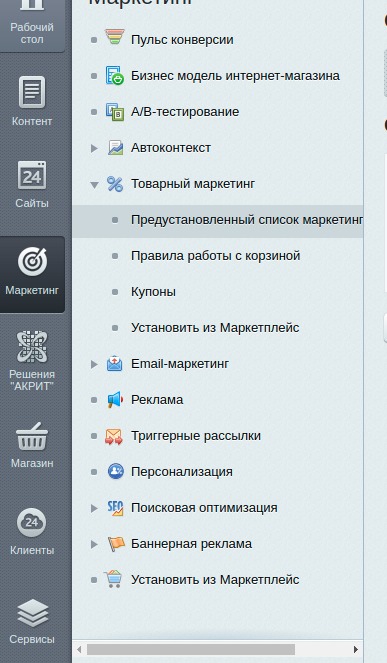 Маркетинг
Рабочий
стол
Контент
24
Сайты
Маркетинг
Решения
"АКРИТ"
Магазин
24
Клиенты
Сервисы
Пульс конверсии
Бизнес модель интернет-магазина
A/B-тестирование
Автоконтекст
Товарный маркетинг
Предустановленный список маркетинг
Правила работы с корзиной
Купоны
Установить из Маркетплейс
Email-маркетинг
Реклама
Триггерные рассылки
Персонализация
SEO
Поисковая оптимизация
Баннерная реклама
Установить из Маркетплейс